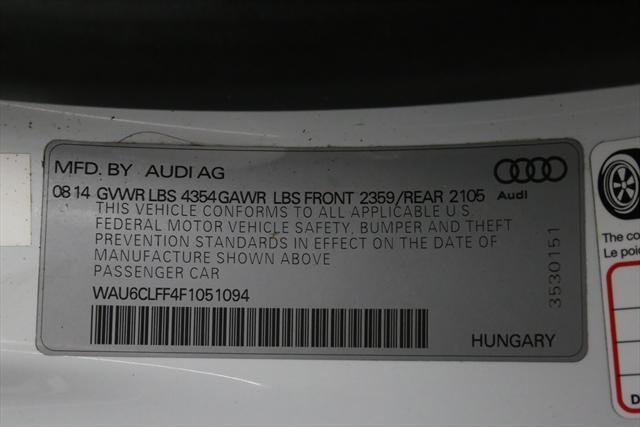 MFD. BY AUDI AG
08 14 GVWR LBS 4354 GAWR LBS FRONT 2359/REAR 2105
Audi
THIS VEHICLE CONFORMS TO ALL APPLICABLE U.S.
FEDERAL MOTOR VEHICLE SAFETY, BUMPER AND THEFT
PREVENTION STANDARDS IN EFFECT ON THE DATE OF
MANUFACTURE SHOWN ABOVE
PASSENGER CAR
WAU6CLFF4F1051094
HUNGARY
3530151
The co
Le poid
D